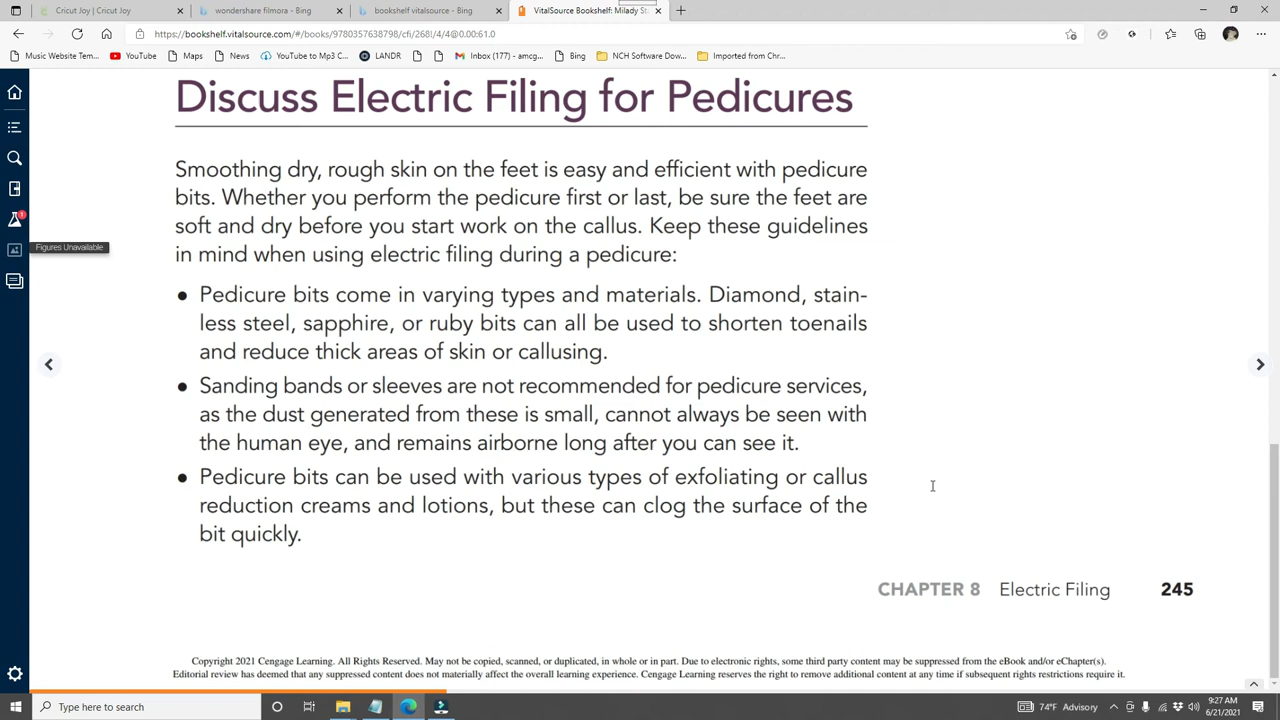 Cricut Joy | Cricut Joy
wondershare filmora - Bing
bookshelf vitalsource - Bing
VitalSource Bookshelf: Milady St
https://bookshelf.vitalsource.com/#/books/9780357638798/cfi/268!/4/4@0.00:61.0
Music Website Tem...
YouTube
Maps
News
YouTube to Mp3 C...
LANDR
Inbox (177) - amcg...
Bing
NCH Software Dow...
Imported from Chr...
Discuss Electric Filing for Pedicures
Smoothing dry, rough skin on the feet is easy and efficient with pedicure
bits. Whether you perform the pedicure first or last, be sure the feet are
soft and dry before you start work on the callus. Keep these guidelines
in mind when using electric filing during a pedicure:
1
Figures Unavailable
● Pedicure bits come in varying types and materials. Diamond, stain-
less steel, sapphire, or ruby bits can all be used to shorten toenails
and reduce thick areas of skin or callusing.
● Sanding bands or sleeves are not recommended for pedicure services,
as the dust generated from these is small, cannot always be seen with
the human eye, and remains airborne long after you can see it.
● Pedicure bits can be used with various types of exfoliating or callus
reduction creams and lotions, but these can clog the surface of the
bit quickly.
CHAPTER 8 Electric Filing 245
Copyright 2021 Cengage Learning. All Rights Reserved. May not be copied, scanned, or duplicated, in whole or in part. Due to electronic rights, some third party content may be suppressed from the eBook and/or eChapter(s).
Editorial review has deemed that any suppressed content does not materially affect the overall learning experience. Cengage Learning reserves the right to remove additional content at any time if subsequent rights restrictions require it.
Type here to search
74°F Advisory
9:27 AM
6/21/2021